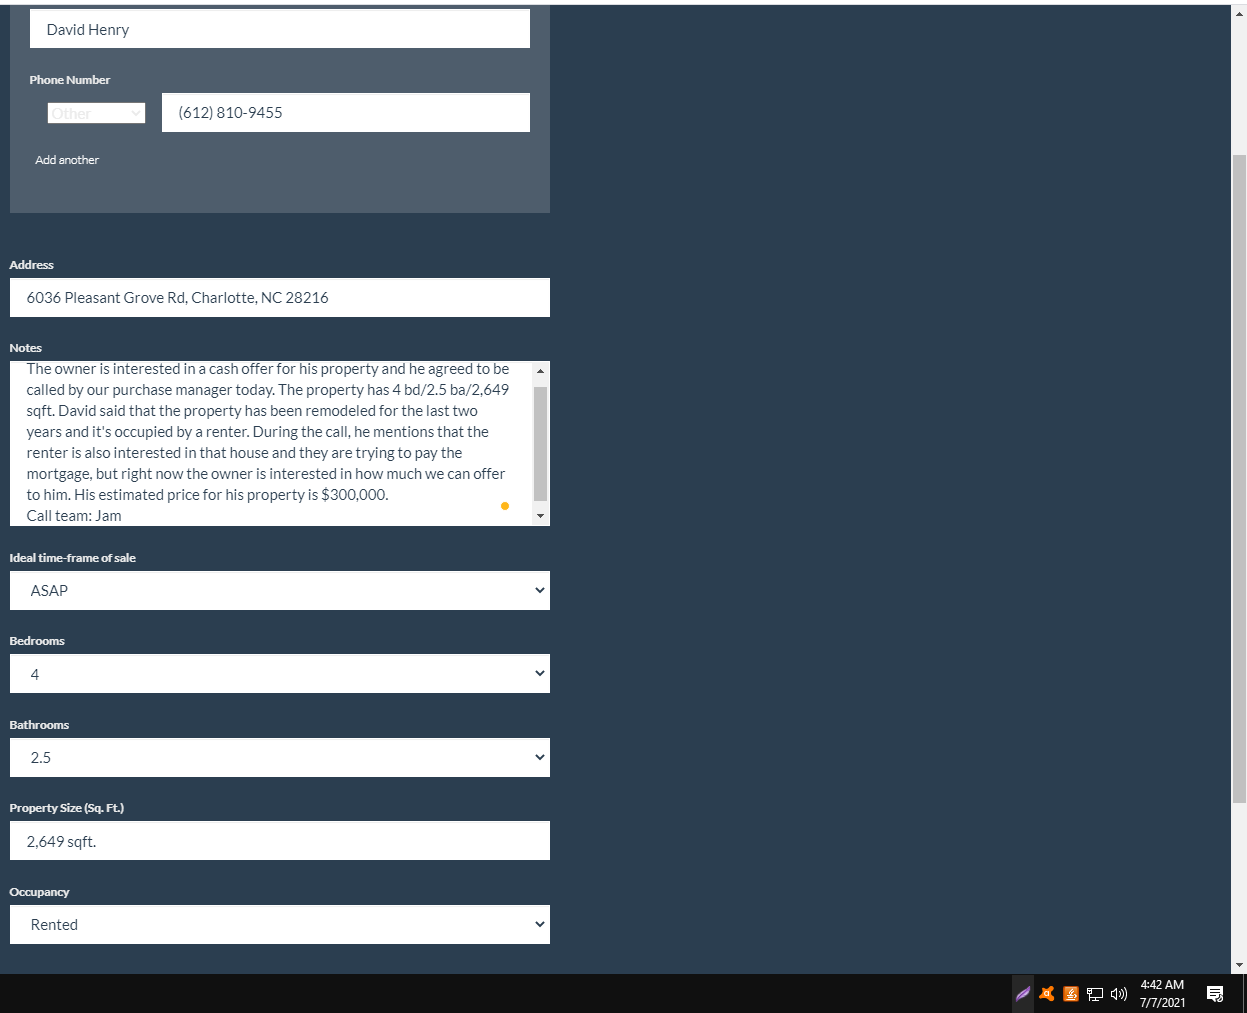 David Henry
Phone Number
Other
(612) 810-9455
Add another
Address
6036 Pleasant Grove Rd, Charlotte, NC 28216
Notes
The owner is interested in a cash offer for his property and he agreed to be
called by our purchase manager today. The property has 4 bd/2.5 ba/2,649
sqft. David said that the property has been remodeled for the last two
years and it's occupied by a renter. During the call, he mentions that the
renter is also interested in that house and they are trying to pay the
mortgage, but right now the owner is interested in how much we can offer
to him. His estimated price for his property is $300,000.
Call team: Jam
Ideal time-frame of sale
ASAP
Bedrooms
4
Bathrooms
2.5
Property Size (Sq. Ft.)
2,649 sqft.
Occupancy
Rented
4:42 AM
7/7/2021